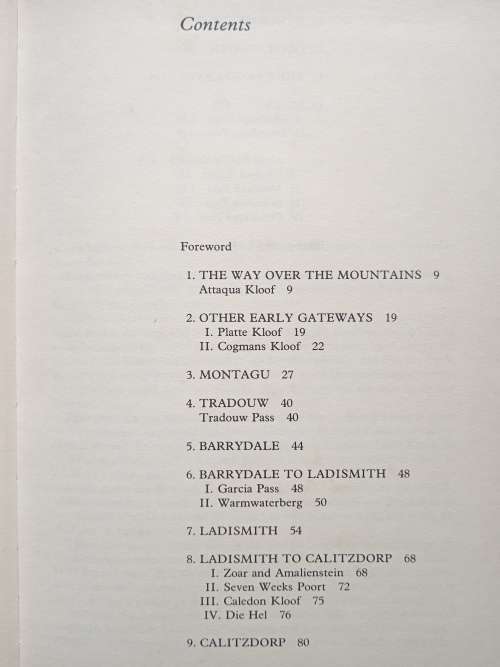 Contents
Foreword
1. THE WAY OVER THE MOUNTAINS 9
Attaqua Kloof 9
2. OTHER EARLY GATEWAYS 19
I. Platte Kloof 19
II. Cogmans Kloof 22
3. MONTAGU 27
4. TRADOUW 40
Tradouw Pass 40
5. BARRYDALE 44
6. BARRYDALE TO LADISMITH 48
I. Garcia Pass 48
II. Warmwaterberg 50
7. LADISMITH 54
8. LADISMITH TO CALITZDORP 68
I. Zoar and Amalienstein 68
II. Seven Weeks Poort 72
III. Caledon Kloof 75
IV. Die Hel 76
9. CALITZDORP 80